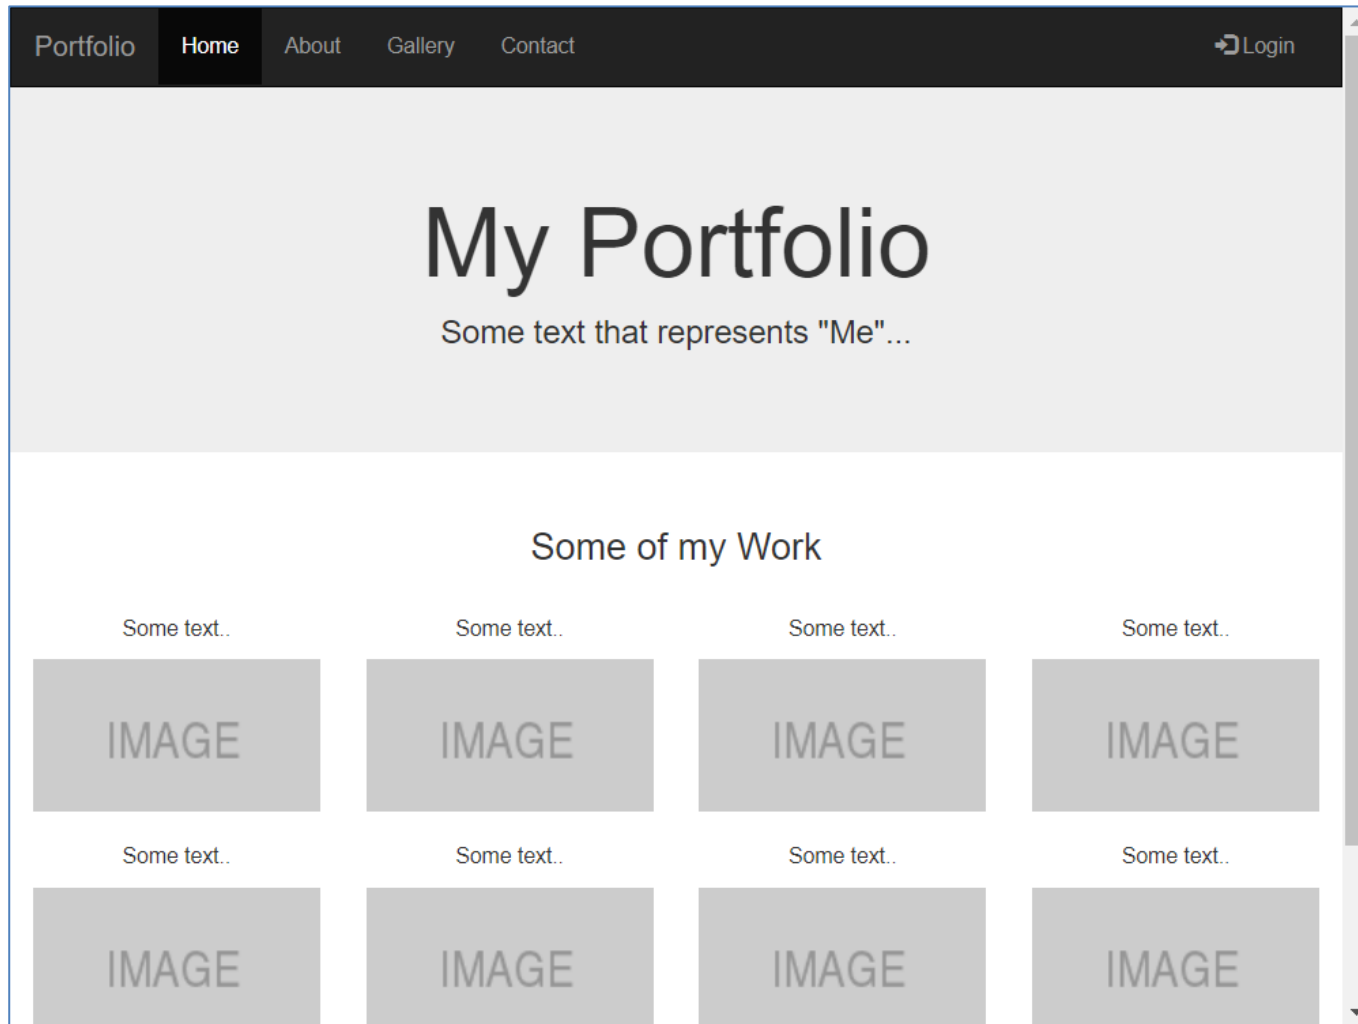 Portfolio Home About Gallery Contact Login
My Portfolio
Some text that represents "Me"...
Some of my Work
Some text.. Some text.. Some text.. Some text..
IMAGE IMAGE IMAGE IMAGE
Some text.. Some text.. Some text.. Some text..
IMAGE IMAGE IMAGE IMAGE